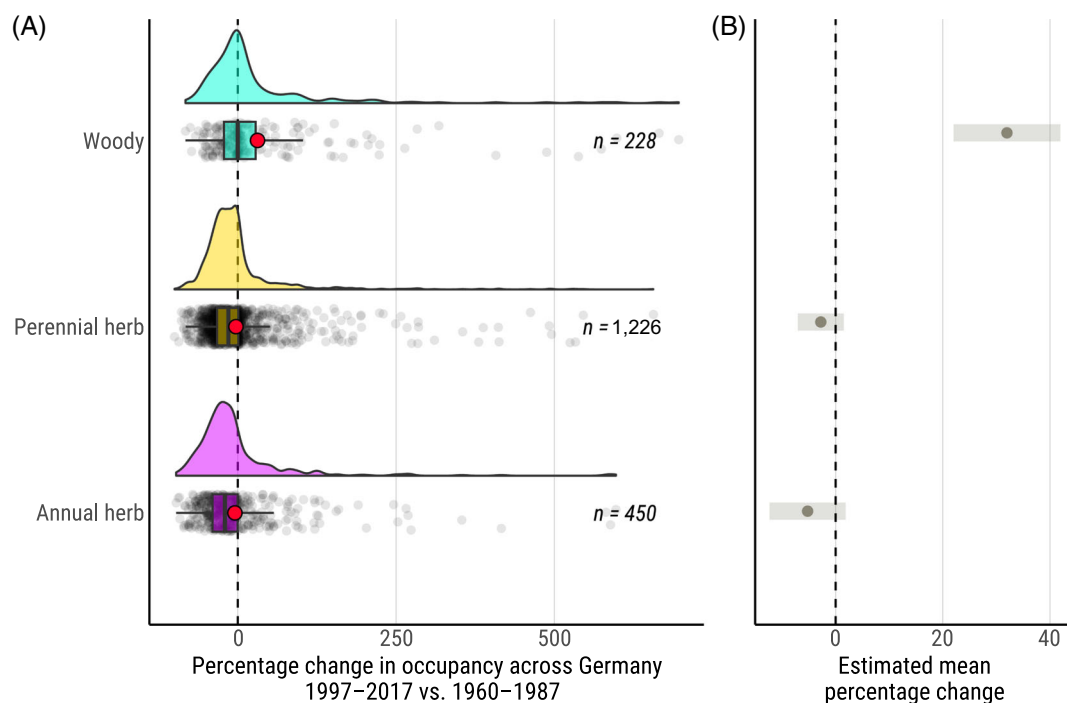 (A)
Woody
n = 228
Perennial herb
n = 1,226
Annual herb
n = 450
0 250 500
Percentage change in occupancy across Germany
1997–2017 vs. 1960–1987
(B)
0 20 40
Estimated mean
percentage change